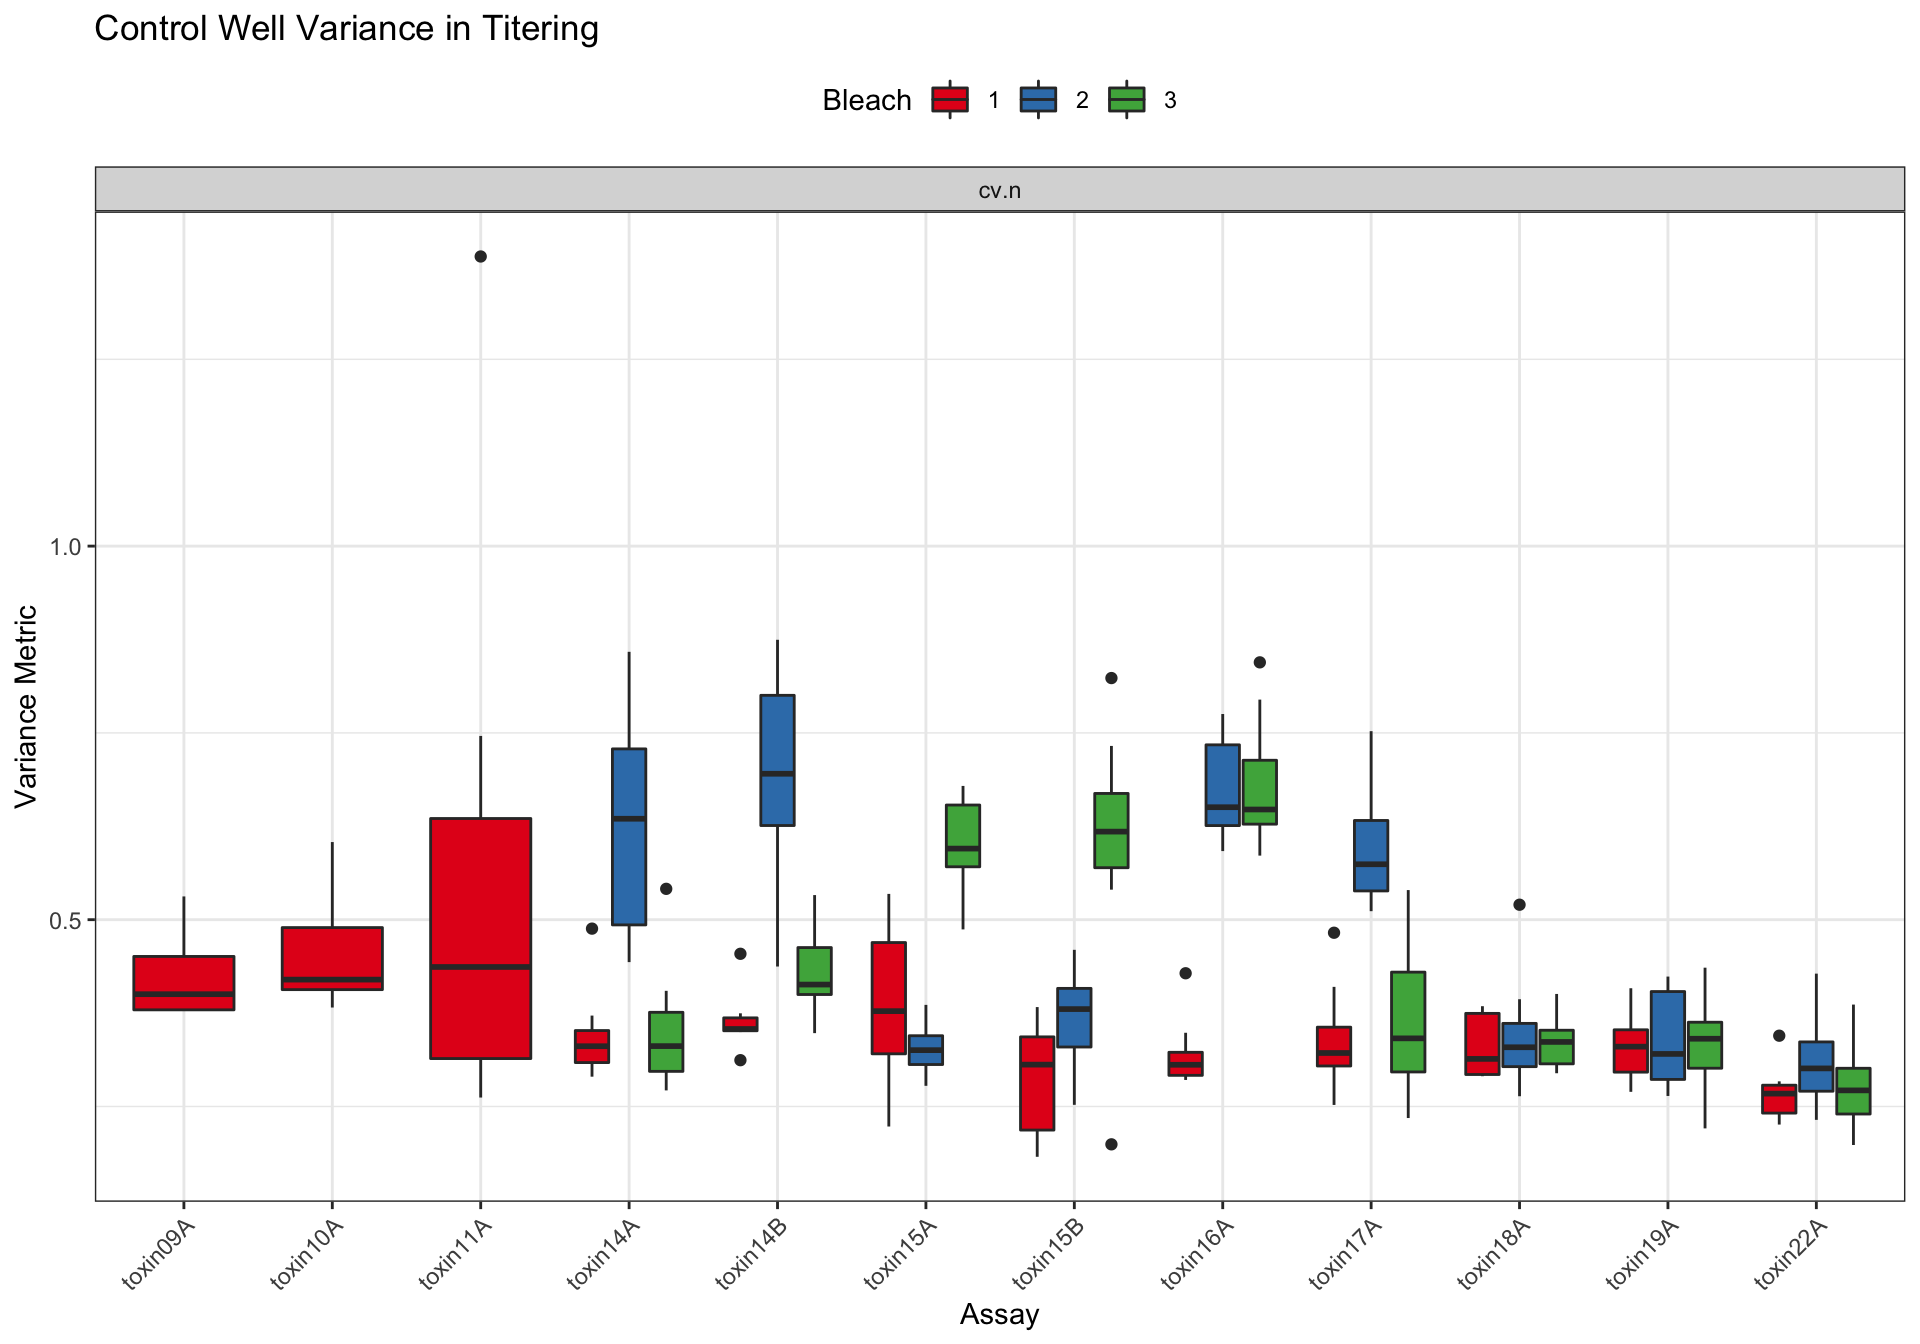 Control Well Variance in Titering
Bleach 1 2 3
cv.n
Variance Metric
1.0
0.5
toxin09A toxin10A toxin11A toxin14A toxin14B toxin15A toxin15B toxin16A toxin17A toxin18A toxin19A toxin22A
Assay